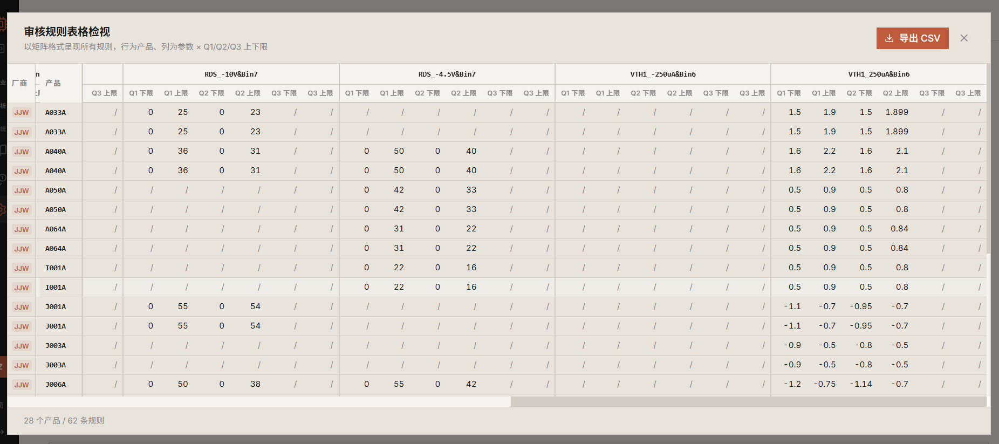 审核规则表格检视
以矩阵格式呈现所有规则，行为产品、列为参数 × Q1/Q2/Q3 上下限
导出 CSV
厂商 n 产品 RDS_-10V&Bin7 RDS_-4.5V&Bin7 VTH1_-250uA&Bin6 VTH1_250uA&Bin6
Q3 上限 Q1 下限 Q1 上限 Q2 下限 Q2 上限 Q3 下限 Q3 上限 Q1 下限 Q1 上限 Q2 下限 Q2 上限 Q3 下限 Q3 上限 Q1 下限 Q1 上限 Q2 下限 Q2 上限 Q3 下限 Q3 上限 Q1 下限 Q1 上限 Q2 下限 Q2 上限 Q3 下限 Q3 上限
JJW A033A / 0 25 0 23 / / / / / / / / / / / / / / 1.5 1.9 1.5 1.899 / /
JJW A033A / 0 25 0 23 / / / / / / / / / / / / / / 1.5 1.9 1.5 1.899 / /
JJW A040A / 0 36 0 31 / / 0 50 0 40 / / / / / / / / 1.6 2.2 1.6 2.1 / /
JJW A040A / 0 36 0 31 / / 0 50 0 40 / / / / / / / / 1.6 2.2 1.6 2.1 / /
JJW A050A / / / / / / / 0 42 0 33 / / / / / / / / 0.5 0.9 0.5 0.8 / /
JJW A050A / / / / / / / 0 42 0 33 / / / / / / / / 0.5 0.9 0.5 0.8 / /
JJW A064A / / / / / / / 0 31 0 22 / / / / / / / / 0.5 0.9 0.5 0.84 / /
JJW A064A / / / / / / / 0 31 0 22 / / / / / / / / 0.5 0.9 0.5 0.84 / /
JJW I001A / / / / / / / 0 22 0 16 / / / / / / / / 0.5 0.9 0.5 0.8 / /
JJW I001A / / / / / / / 0 22 0 16 / / / / / / / / 0.5 0.9 0.5 0.8 / /
JJW J001A / 0 55 0 54 / / / / / / / / / / / / / / -1.1 -0.7 -0.95 -0.7 / /
JJW J001A / 0 55 0 54 / / / / / / / / / / / / / / -1.1 -0.7 -0.95 -0.7 / /
JJW J003A / / / / / / / / / / / / / / / / / / / -0.9 -0.5 -0.8 -0.5 / /
JJW J003A / / / / / / / / / / / / / / / / / / / -0.9 -0.5 -0.8 -0.5 / /
JJW J006A / 0 50 0 38 / / 0 55 0 42 / / / / / / / / -1.2 -0.75 -1.14 -0.7 / /
28 个产品 / 62 条规则